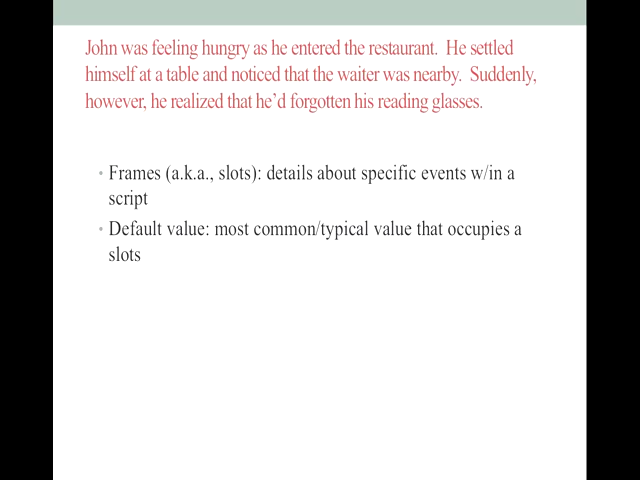 John was feeling hungry as he entered the restaurant. He settled
himself at a table and noticed that the waiter was nearby. Suddenly,
however, he realized that he'd forgotten his reading glasses.
• Frames (a.k.a., slots): details about specific events w/in a
script
• Default value: most common/typical value that occupies a
slots